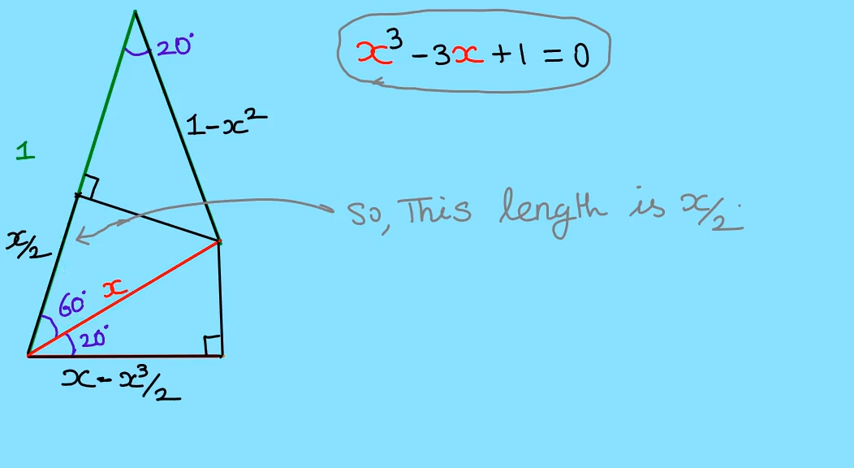 20°
x³ - 3x + 1 = 0
1 - x²
1
So, This length is x/2.
x/2
60°
x
20°
x - x³/2